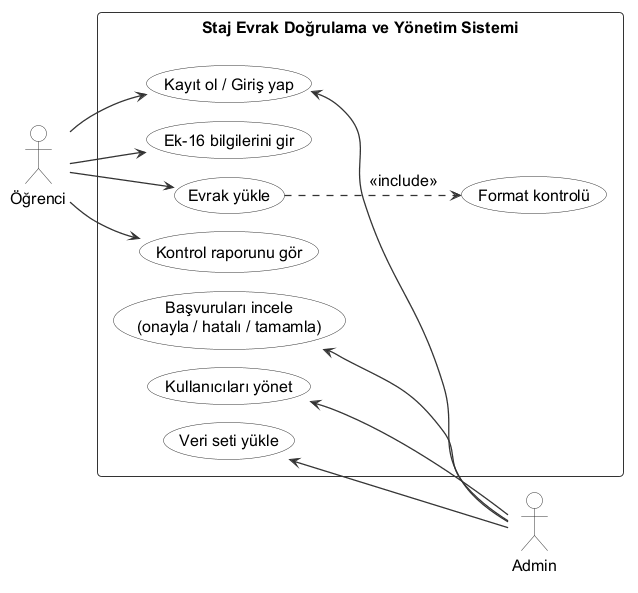 Staj Evrak Doğrulama ve Yönetim Sistemi
Kayıt ol / Giriş yap
Ek-16 bilgilerini gir
«include»
Evrak yükle
Format kontrolü
Öğrenci
Kontrol raporunu gör
Başvuruları incele
(onayla / hatalı / tamamla)
Kullanıcıları yönet
Veri seti yükle
Admin